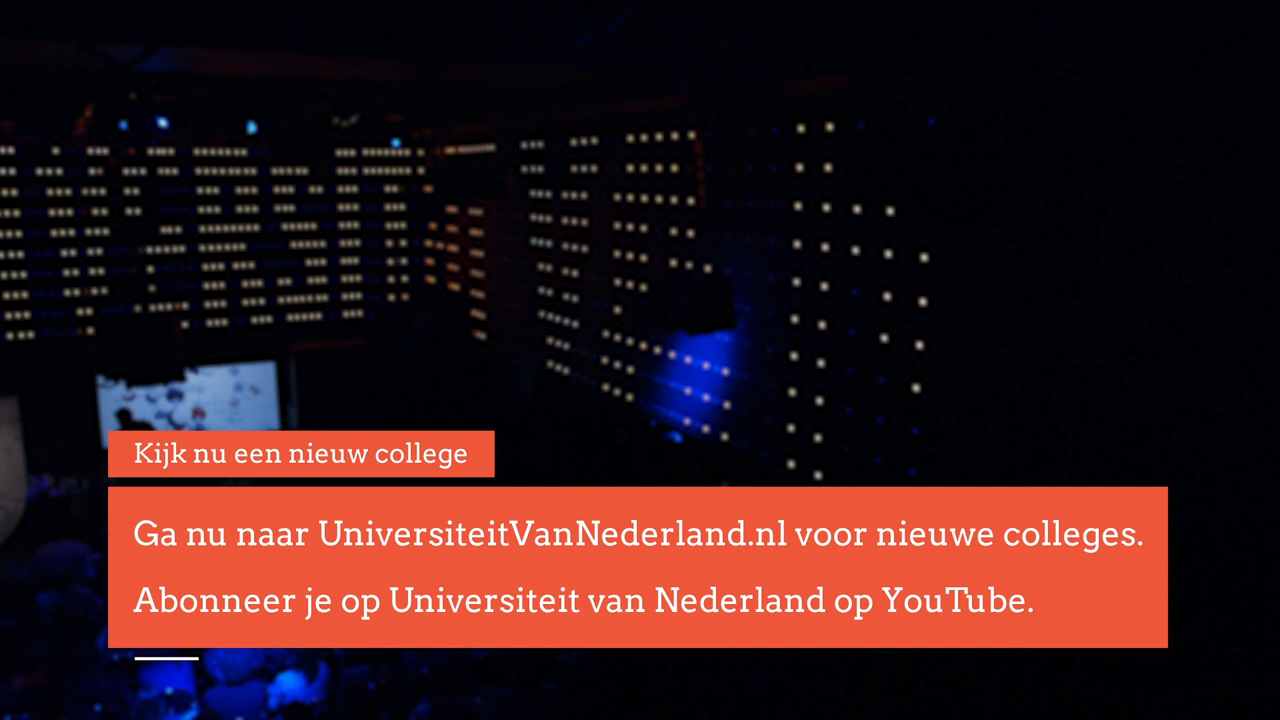 Kijk nu een nieuw college
Ga nu naar UniversiteitVanNederland.nl voor nieuwe colleges.
Abonneer je op Universiteit van Nederland op YouTube.